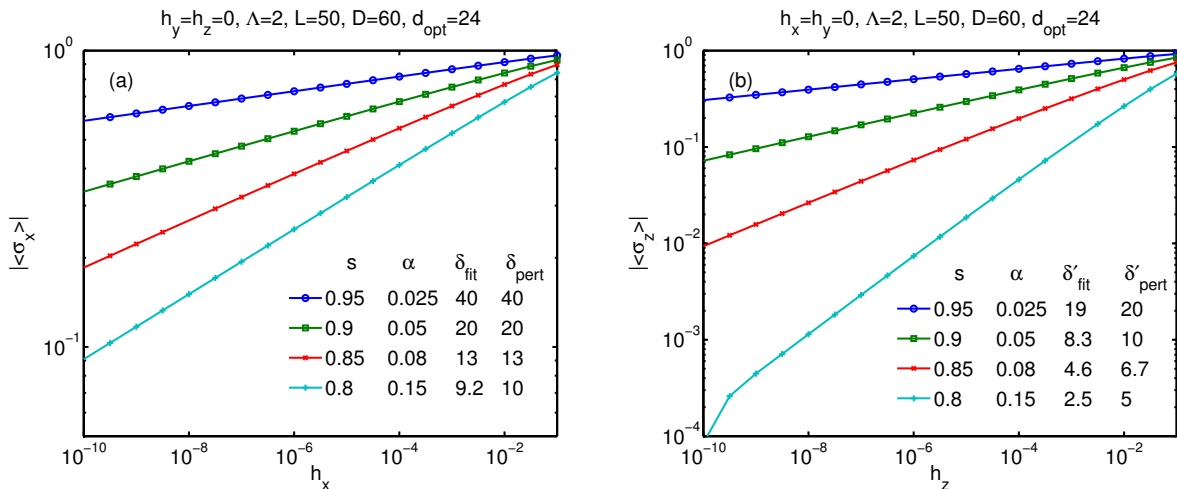 h_y=h_z=0, Λ=2, L=50, D=60, d_opt=24
(a)
|<σ_x>|
10^0
10^-1
s α δ_fit δ_pert
0.95 0.025 40 40
0.9 0.05 20 20
0.85 0.08 13 13
0.8 0.15 9.2 10
10^-10 10^-8 10^-6 10^-4 10^-2
h_x
h_x=h_y=0, Λ=2, L=50, D=60, d_opt=24
(b)
|<σ_z>|
10^0
10^-1
10^-2
10^-3
10^-4
s α δ′_fit δ′_pert
0.95 0.025 19 20
0.9 0.05 8.3 10
0.85 0.08 4.6 6.7
0.8 0.15 2.5 5
10^-10 10^-8 10^-6 10^-4 10^-2
h_z